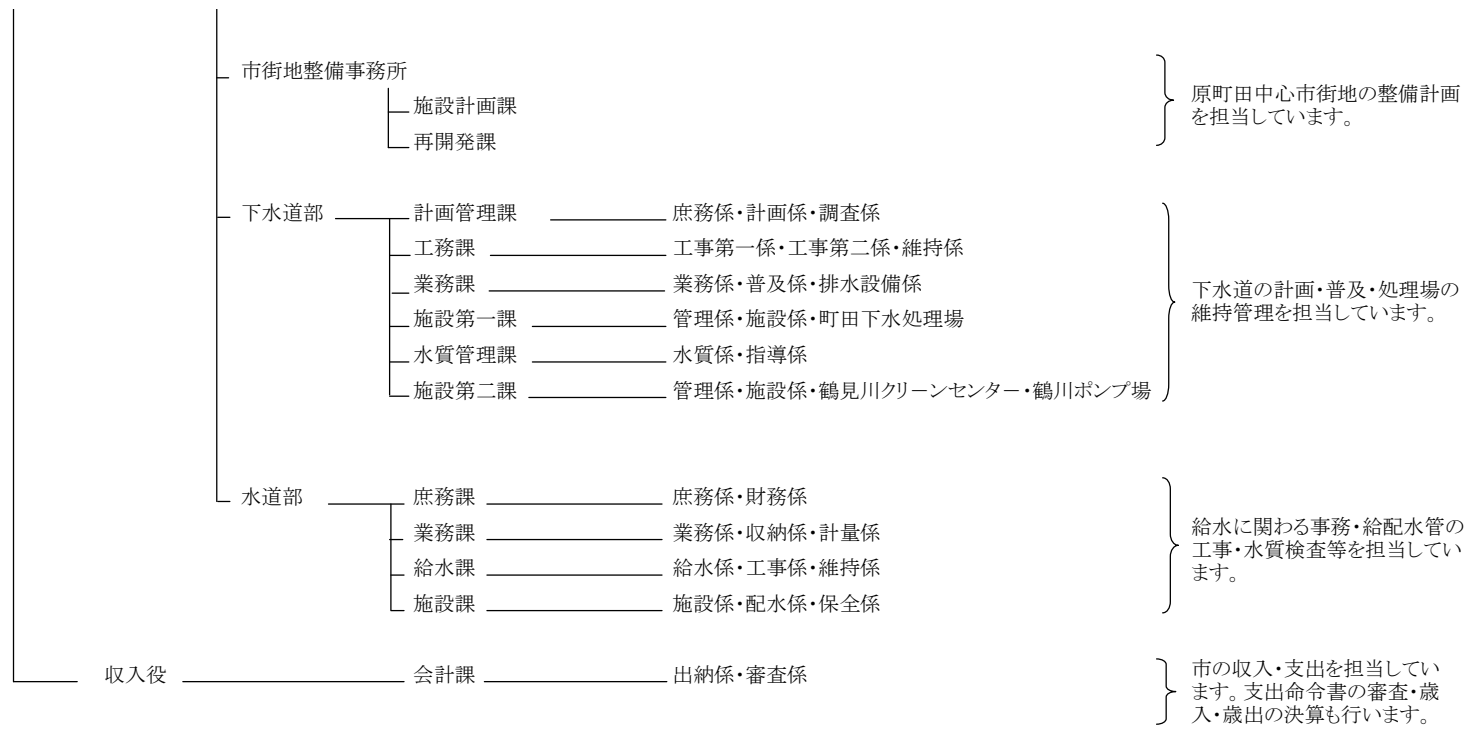 市街地整備事務所
施設計画課
再開発課
原町田中心市街地の整備計画
を担当しています。
下水道部 計画管理課 庶務係・計画係・調査係
工務課 工事第一係・工事第二係・維持係
業務課 業務係・普及係・排水設備係
施設第一課 管理係・施設係・町田下水処理場
水質管理課 水質係・指導係
施設第二課 管理係・施設係・鶴見川クリーンセンター・鶴川ポンプ場
下水道の計画・普及・処理場の
維持管理を担当しています。
水道部 庶務課 庶務係・財務係
業務課 業務係・収納係・計量係
給水課 給水係・工事係・維持係
施設課 施設係・配水係・保全係
給水に関わる事務・給配水管の
工事・水質検査等を担当してい
ます。
収入役 会計課 出納係・審査係
市の収入・支出を担当してい
ます。支出命令書の審査・歳
入・歳出の決算も行います。